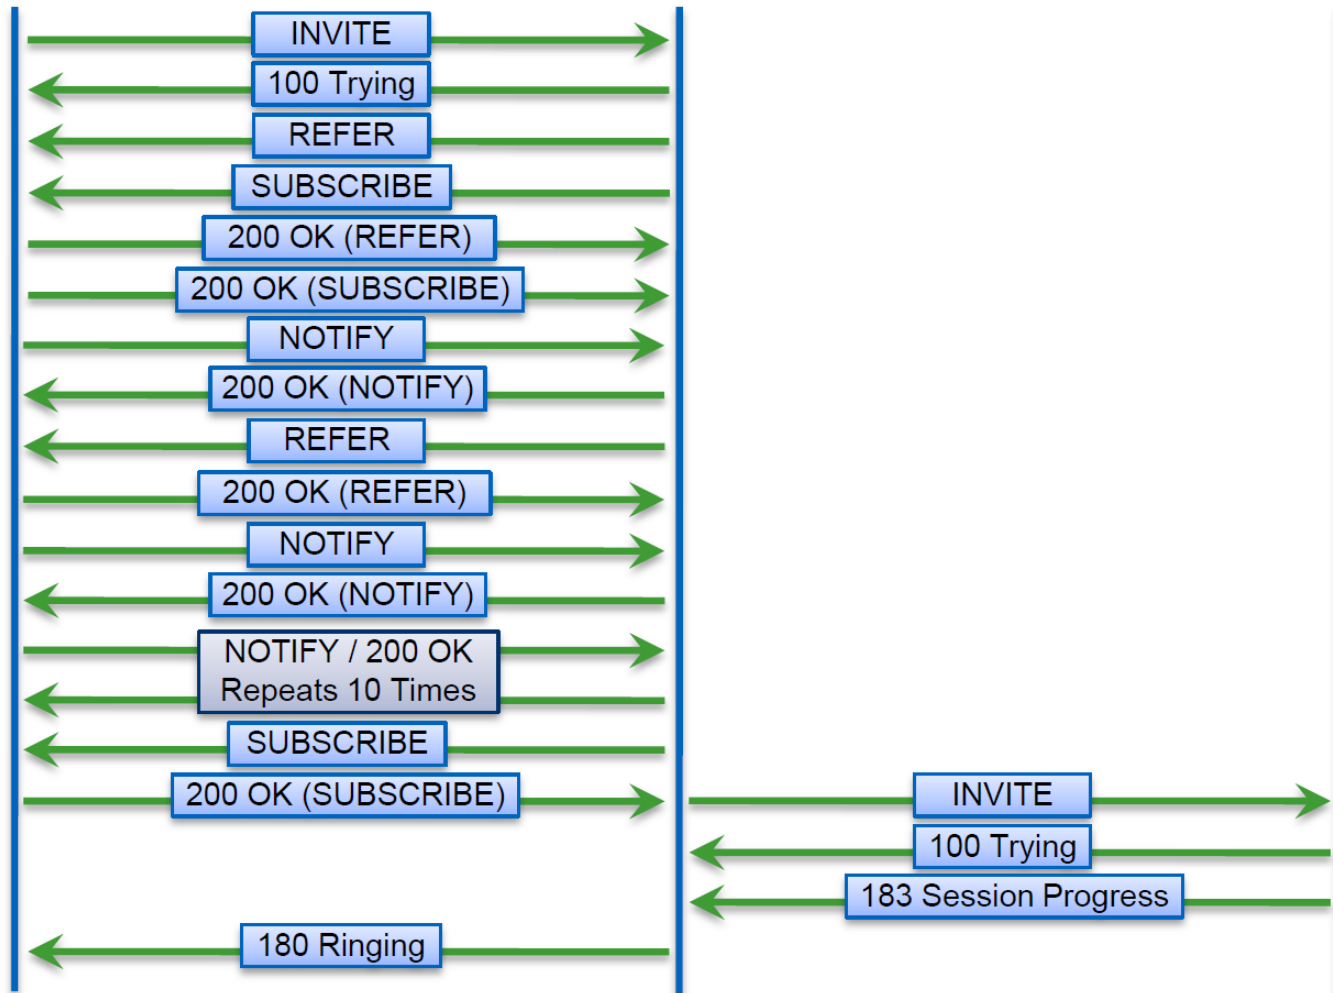 INVITE
100 Trying
REFER
SUBSCRIBE
200 OK (REFER)
200 OK (SUBSCRIBE)
NOTIFY
200 OK (NOTIFY)
REFER
200 OK (REFER)
NOTIFY
200 OK (NOTIFY)
NOTIFY / 200 OK
Repeats 10 Times
SUBSCRIBE
200 OK (SUBSCRIBE)
INVITE
100 Trying
183 Session Progress
180 Ringing